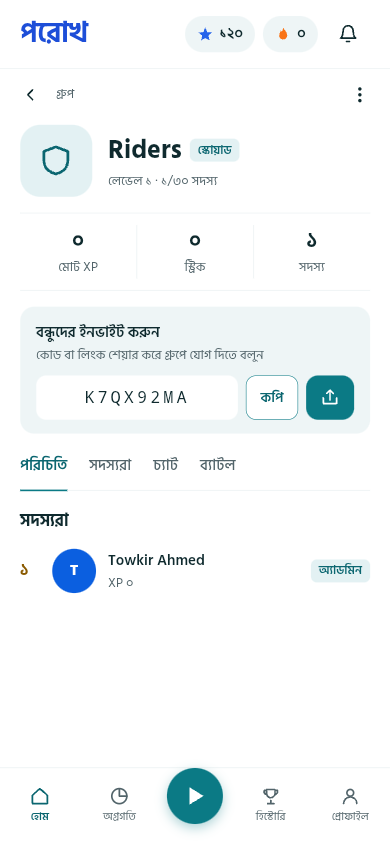 পরোখ
১২০
০
গ্রুপ
Riders
স্কোয়াড
লেভেল ১ · ১/৩০ সদস্য
০
০
১
মোট XP
স্ট্রিক
সদস্য
বন্ধুদের ইনভাইট করুন
কোড বা লিংক শেয়ার করে গ্রুপে যোগ দিতে বলুন
K7QX92MA
কপি
পরিচিতি
সদস্যরা
চ্যাট
ব্যাটল
সদস্যরা
১
T
Towkir Ahmed
XP ০
অ্যাডমিন
হোম
অগ্রগতি
হিস্টোরি
প্রোফাইল